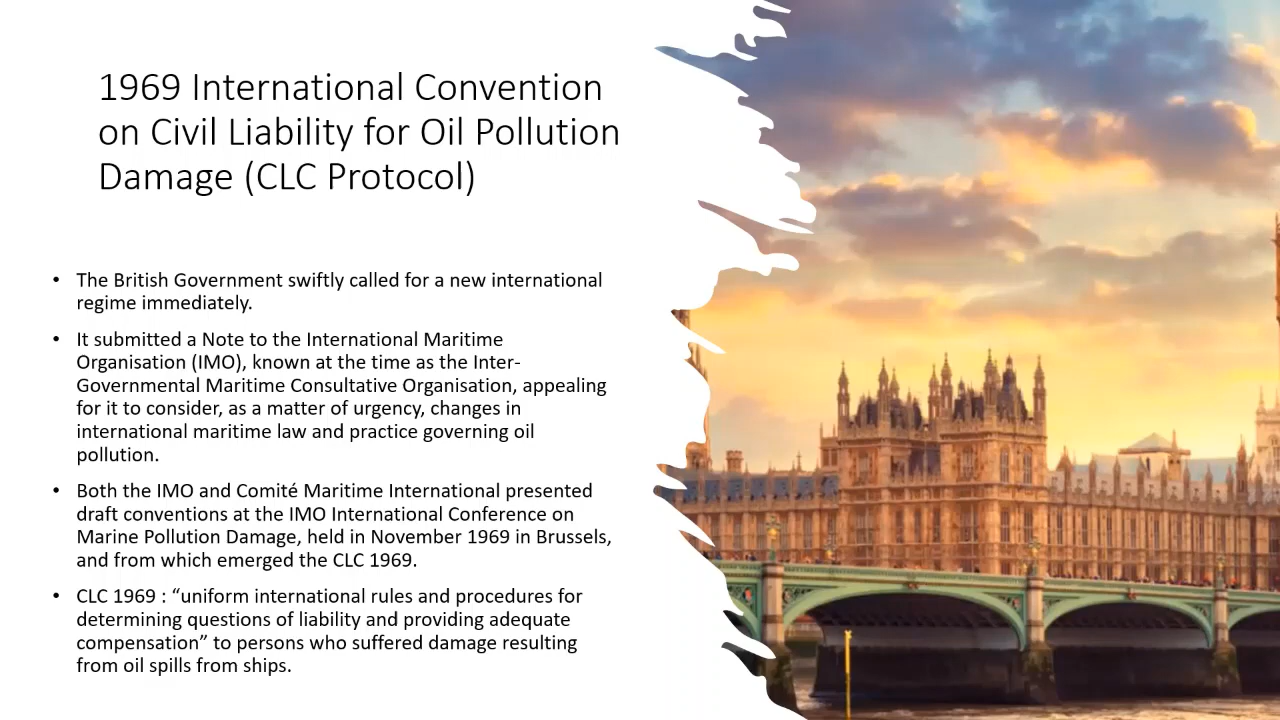 1969 International Convention
on Civil Liability for Oil Pollution
Damage (CLC Protocol)
• The British Government swiftly called for a new international
regime immediately.
• It submitted a Note to the International Maritime
Organisation (IMO), known at the time as the Inter-
Governmental Maritime Consultative Organisation, appealing
for it to consider, as a matter of urgency, changes in
international maritime law and practice governing oil
pollution.
• Both the IMO and Comité Maritime International presented
draft conventions at the IMO International Conference on
Marine Pollution Damage, held in November 1969 in Brussels,
and from which emerged the CLC 1969.
• CLC 1969 : “uniform international rules and procedures for
determining questions of liability and providing adequate
compensation” to persons who suffered damage resulting
from oil spills from ships.